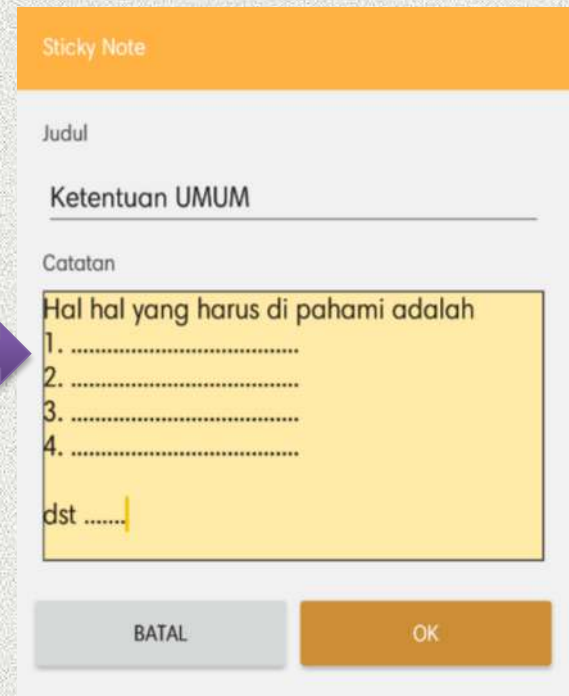 Sticky Note
Judul
Ketentuan UMUM
Catatan
Hal hal yang harus di pahami adalah
1. ......................................
2. ......................................
3. ......................................
4. ......................................
dst .......
BATAL OK